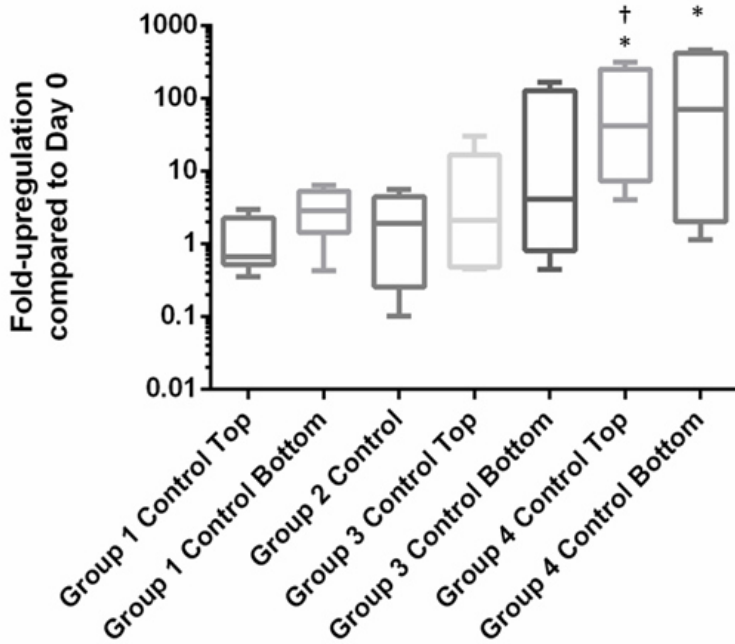 Fold-upregulation
compared to Day 0
1000
100
10
1
0.1
0.01
†
*
*
Group 1 Control Top
Group 1 Control Bottom
Group 2 Control
Group 3 Control Top
Group 3 Control Bottom
Group 4 Control Top
Group 4 Control Bottom